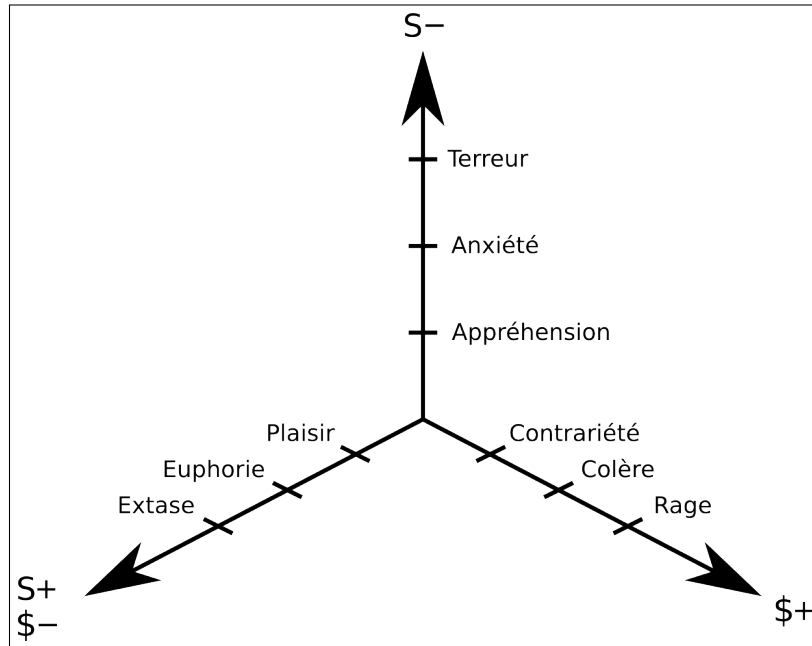 S−
Terreur
Anxiété
Appréhension
Plaisir
Contrariété
Euphorie
Colère
Extase
Rage
S+
$−
$+